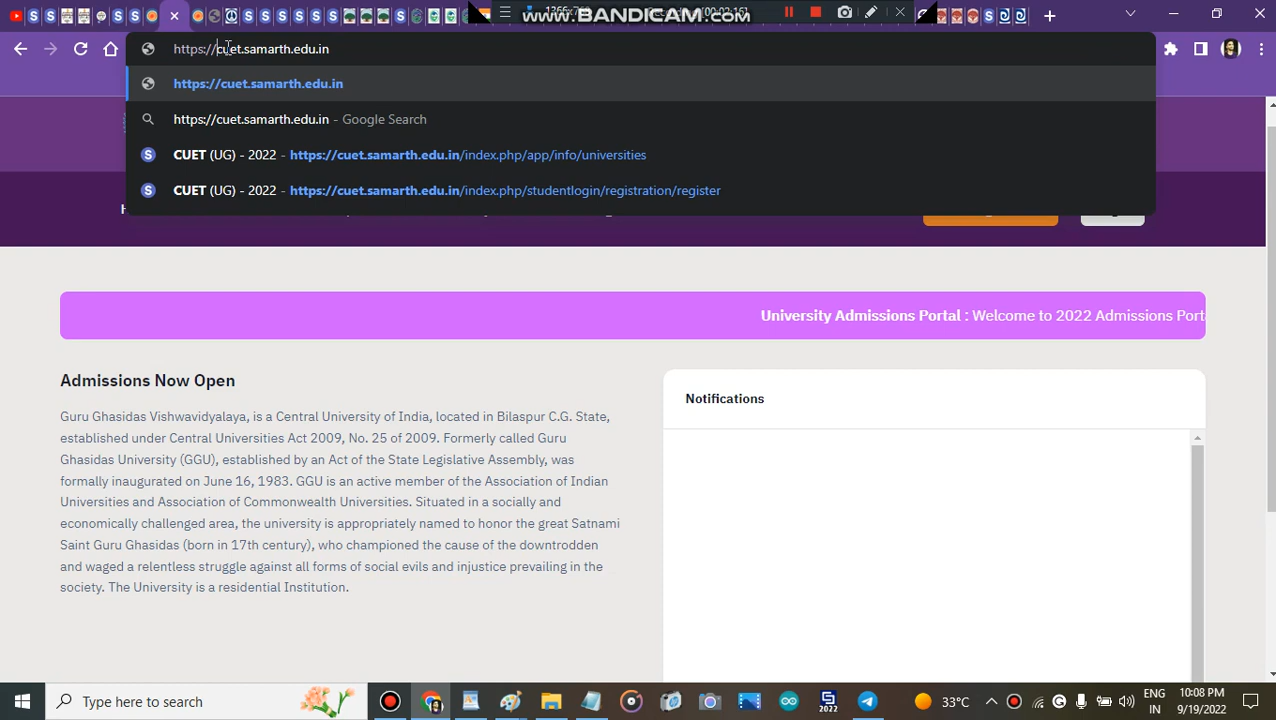 1366x768
Recording [00:02:16]
www.BANDICAM.com
https://cuet.samarth.edu.in
https://cuet.samarth.edu.in
https://cuet.samarth.edu.in - Google Search
CUET (UG) - 2022 - https://cuet.samarth.edu.in/index.php/app/info/universities
CUET (UG) - 2022 - https://cuet.samarth.edu.in/index.php/studentlogin/registration/register
University Admissions Portal : Welcome to 2022 Admissions Porta
Admissions Now Open
Guru Ghasidas Vishwavidyalaya, is a Central University of India, located in Bilaspur C.G. State,
established under Central Universities Act 2009, No. 25 of 2009. Formerly called Guru
Ghasidas University (GGU), established by an Act of the State Legislative Assembly, was
formally inaugurated on June 16, 1983. GGU is an active member of the Association of Indian
Universities and Association of Commonwealth Universities. Situated in a socially and
economically challenged area, the university is appropriately named to honor the great Satnami
Saint Guru Ghasidas (born in 17th century), who championed the cause of the downtrodden
and waged a relentless struggle against all forms of social evils and injustice prevailing in the
society. The University is a residential Institution.
Notifications
Type here to search
2022
33°C
ENG
IN
10:08 PM
9/19/2022